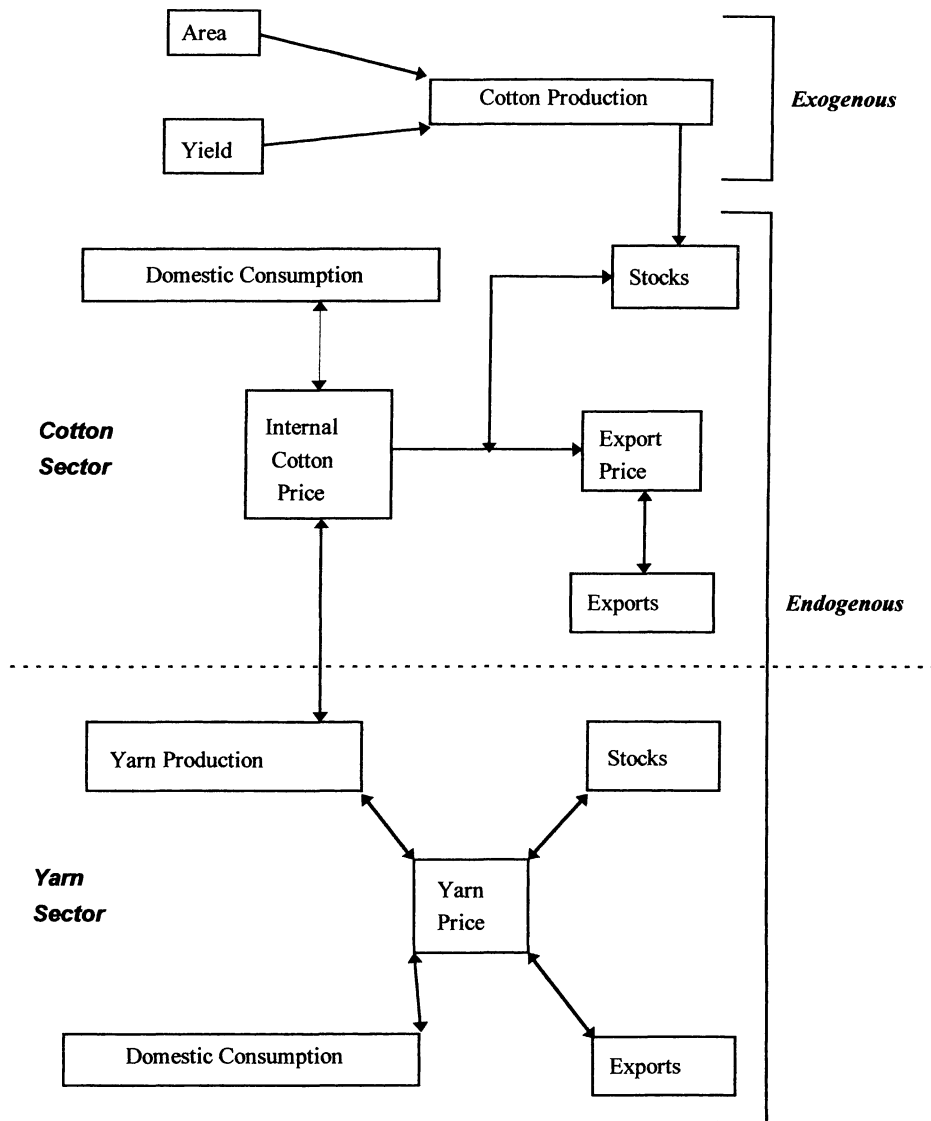 Area
Cotton Production
Exogenous
Yield
Domestic Consumption
Stocks
Cotton
Sector
Internal
Cotton
Price
Export
Price
Exports
Endogenous
Yarn Production
Stocks
Yarn
Sector
Yarn
Price
Domestic Consumption
Exports